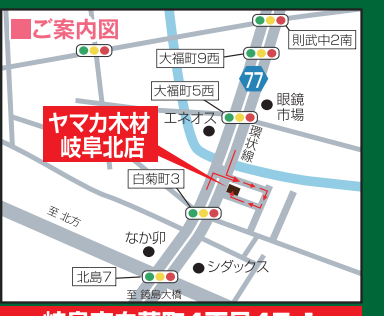 ■ご案内図
則武中2南
大福町9西
77
大福町5西
眼鏡
市場
エネオス
環状線
ヤマカ木材
岐阜北店
白菊町3
至 北方
なか卯
シダックス
北島7
至 鏡島大橋